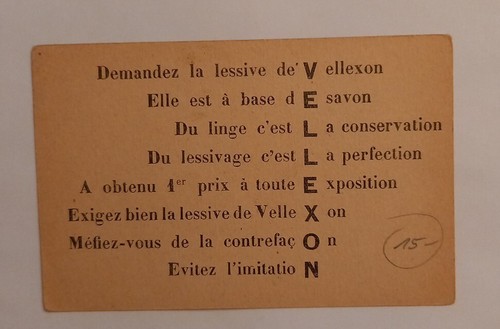 Demandez la lessive de Vellexon
Elle est à base dE savon
Du linge c'est La conservation
Du lessivage c'est La perfection
A obtenu 1er prix à toute Exposition
Exigez bien la lessive de VelleXon
Méfiez-vous de la contrefaçOn
Evitez l'imitatioN
15-